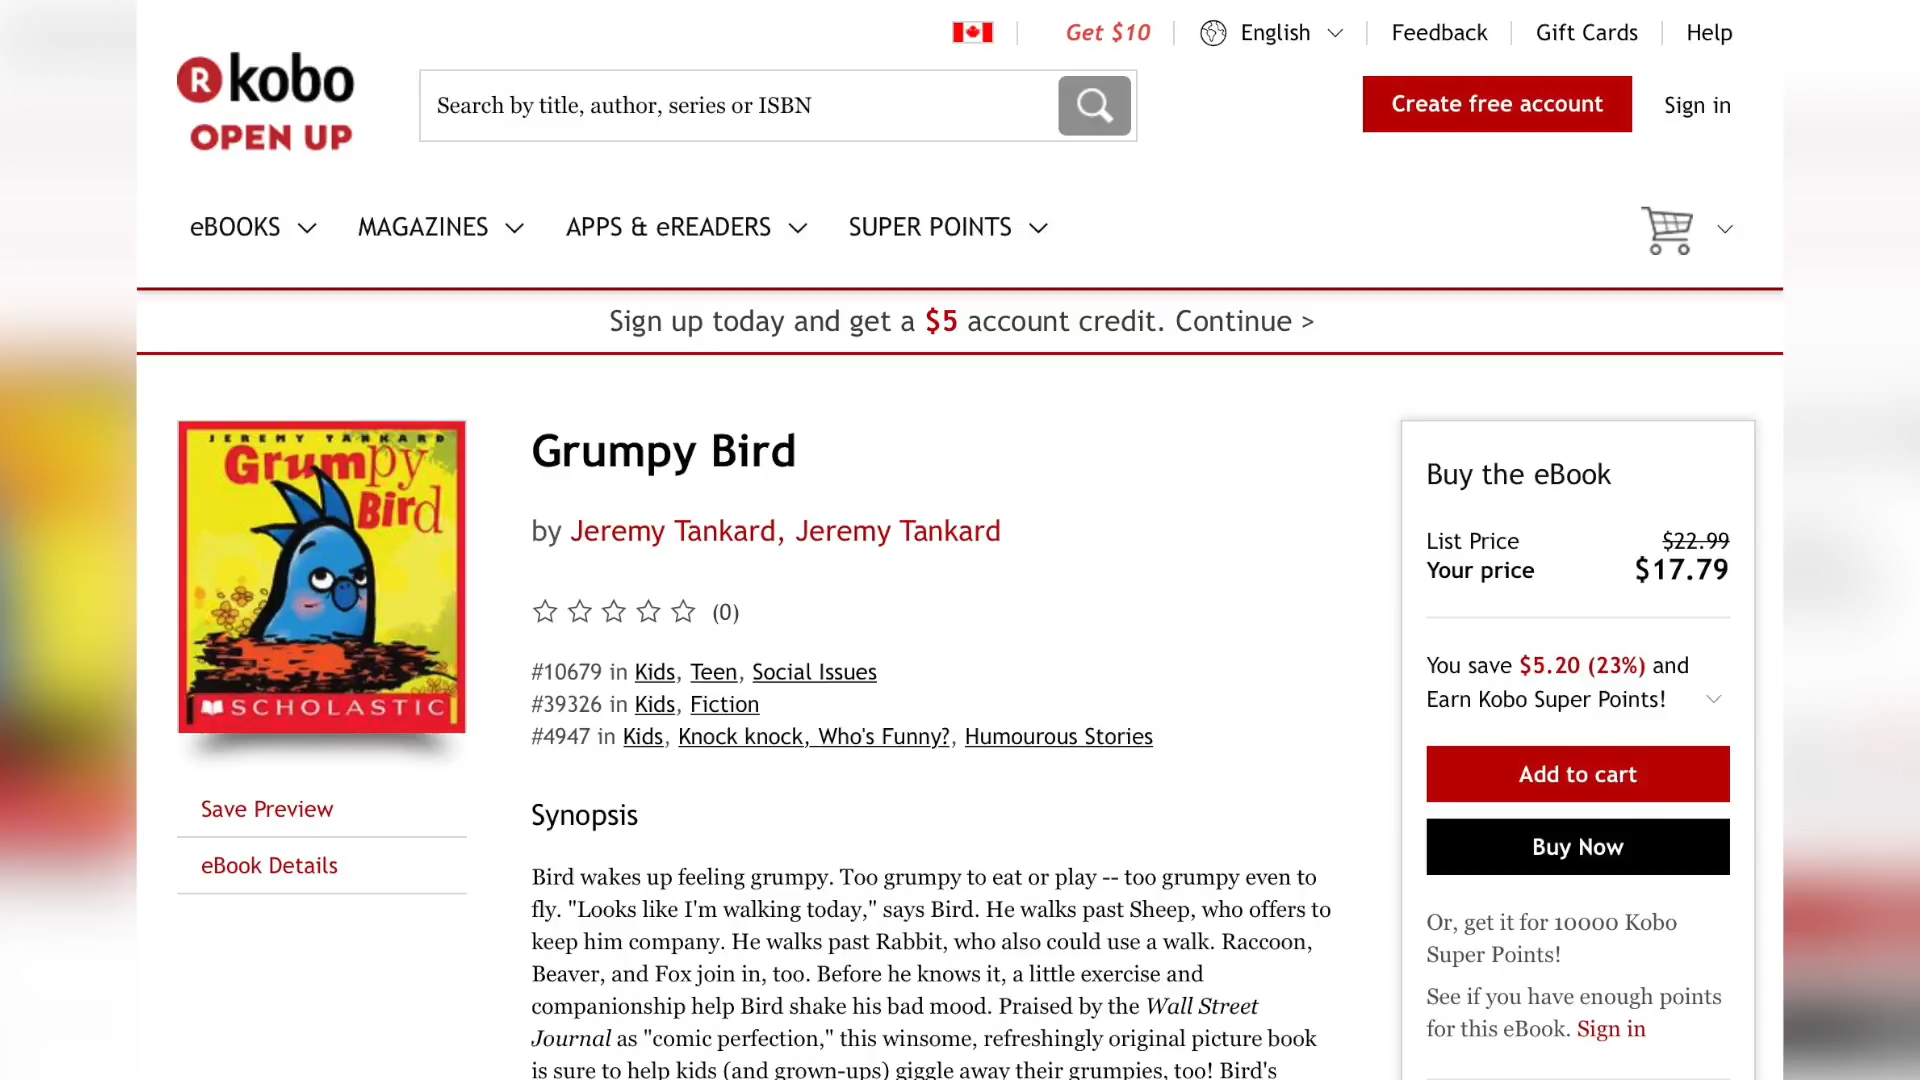 Get $10
English
Feedback
Gift Cards
Help
R kobo
OPEN UP
Search by title, author, series or ISBN
Create free account
Sign in
eBOOKS
MAGAZINES
APPS & eREADERS
SUPER POINTS
Sign up today and get a $5 account credit. Continue >
JEREMY TANKARD
Grumpy
Bird
SCHOLASTIC
Save Preview
eBook Details
Grumpy Bird
by Jeremy Tankard, Jeremy Tankard
(0)
#10679 in Kids, Teen, Social Issues
#39326 in Kids, Fiction
#4947 in Kids, Knock knock, Who's Funny?, Humourous Stories
Synopsis
Bird wakes up feeling grumpy. Too grumpy to eat or play -- too grumpy even to
fly. "Looks like I'm walking today," says Bird. He walks past Sheep, who offers to
keep him company. He walks past Rabbit, who also could use a walk. Raccoon,
Beaver, and Fox join in, too. Before he knows it, a little exercise and
companionship help Bird shake his bad mood. Praised by the Wall Street
Journal as "comic perfection," this winsome, refreshingly original picture book
is sure to help kids (and grown-ups) giggle away their grumpies, too! Bird's
Buy the eBook
List Price $22.99
Your price $17.79
You save $5.20 (23%) and
Earn Kobo Super Points!
Add to cart
Buy Now
Or, get it for 10000 Kobo
Super Points!
See if you have enough points
for this eBook. Sign in